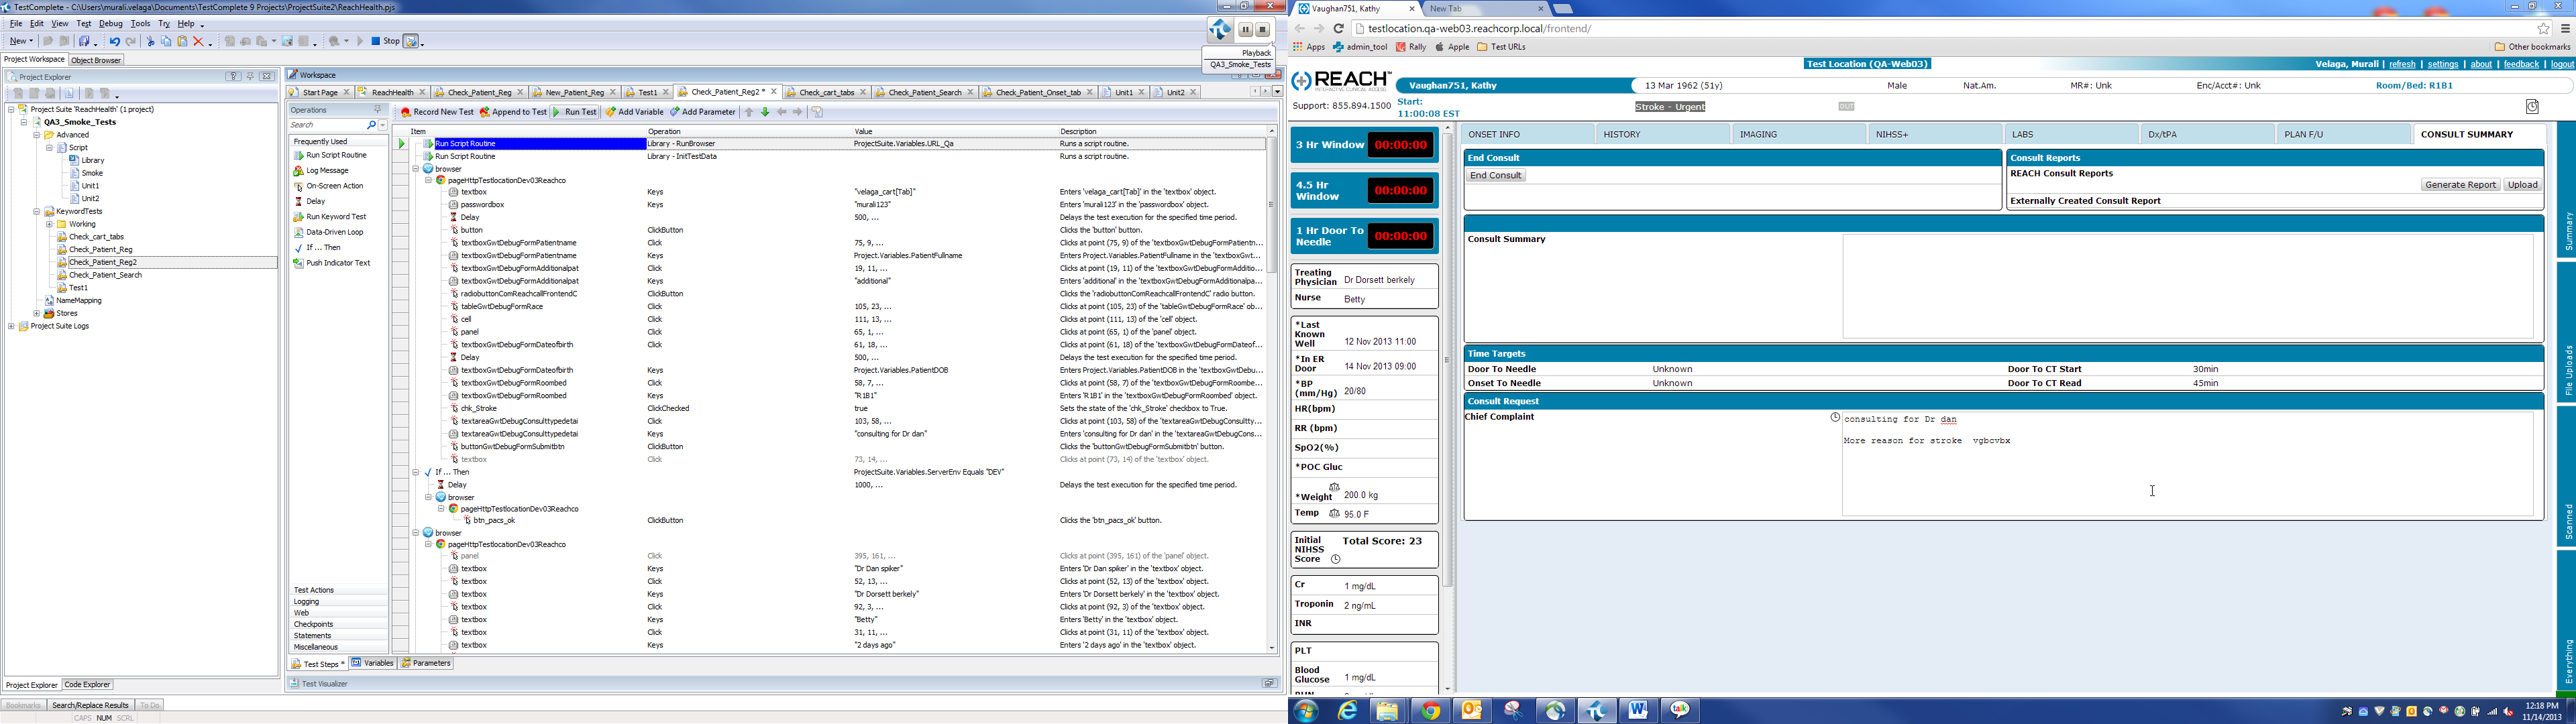 TestComplete - C:\Users\murali.velaga\Documents\TestComplete 9 Projects\ProjectSuite2\ReachHealth.pjs
File Edit View Test Debug Tools Try Help
New Stop
Playback
QA3_Smoke_Tests
Project Workspace Object Browser
Project Explorer
Project Suite 'ReachHealth' (1 project)
QA3_Smoke_Tests
Advanced
Script
Library
Smoke
Unit1
Unit2
KeywordTests
Working
Check_cart_tabs
Check_Patient_Reg
Check_Patient_Reg2
Check_Patient_Search
Test1
NameMapping
Stores
Project Suite Logs
Project Explorer Code Explorer
Bookmarks Search/Replace Results To Do
CAPS NUM SCRL
Workspace
Start Page ReachHealth Check_Patient_Reg New_Patient_Reg Test1 Check_Patient_Reg2 * Check_cart_tabs Check_Patient_Search Check_Patient_Onset_tab Unit1 Unit2
Operations
Search
Frequently Used
Run Script Routine
Log Message
On-Screen Action
Delay
Run Keyword Test
Data-Driven Loop
If ... Then
Push Indicator Text
Test Actions
Logging
Web
Checkpoints
Statements
Miscellaneous
Record New Test Append to Test Run Test Add Variable Add Parameter
Item Operation Value Description
Run Script Routine Library - RunBrowser ProjectSuite.Variables.URL_Qa Runs a script routine.
Run Script Routine Library - InitTestData Runs a script routine.
browser
pageHttpTestlocationDev03Reachco
textbox Keys "velaga_cart[Tab]" Enters 'velaga_cart[Tab]' in the 'textbox' object.
passwordbox Keys "murali123" Enters 'murali123' in the 'passwordbox' object.
Delay 500, ... Delays the test execution for the specified time period.
button ClickButton Clicks the 'button' button.
textboxGwtDebugFormPatientname Click 75, 9, ... Clicks at point (75, 9) of the 'textboxGwtDebugFormPatientn...
textboxGwtDebugFormPatientname Keys Project.Variables.PatientFullname Enters Project.Variables.PatientFullname in the 'textboxGwt...
textboxGwtDebugFormAdditionalpat Click 19, 11, ... Clicks at point (19, 11) of the 'textboxGwtDebugFormAdditio...
textboxGwtDebugFormAdditionalpat Keys "additional" Enters 'additional' in the 'textboxGwtDebugFormAdditionalpa...
radiobuttonComReachcallFrontendC ClickButton Clicks the 'radiobuttonComReachcallFrontendC' radio button.
tableGwtDebugFormRace Click 105, 23, ... Clicks at point (105, 23) of the 'tableGwtDebugFormRace' ob...
cell Click 111, 13, ... Clicks at point (111, 13) of the 'cell' object.
panel Click 65, 1, ... Clicks at point (65, 1) of the 'panel' object.
textboxGwtDebugFormDateofbirth Click 61, 18, ... Clicks at point (61, 18) of the 'textboxGwtDebugFormDateof...
Delay 500, ... Delays the test execution for the specified time period.
textboxGwtDebugFormDateofbirth Keys Project.Variables.PatientDOB Enters Project.Variables.PatientDOB in the 'textboxGwtDebu...
textboxGwtDebugFormRoombed Click 58, 7, ... Clicks at point (58, 7) of the 'textboxGwtDebugFormRoombe...
textboxGwtDebugFormRoombed Keys "R1B1" Enters 'R1B1' in the 'textboxGwtDebugFormRoombed' object.
chk_Stroke ClickChecked true Sets the state of the 'chk_Stroke' checkbox to True.
textareaGwtDebugConsulttypedetai Click 103, 58, ... Clicks at point (103, 58) of the 'textareaGwtDebugConsultty...
textareaGwtDebugConsulttypedetai Keys "consulting for Dr dan" Enters 'consulting for Dr dan' in the 'textareaGwtDebugCons...
buttonGwtDebugFormSubmitbtn ClickButton Clicks the 'buttonGwtDebugFormSubmitbtn' button.
textbox Click 73, 14, ... Clicks at point (73, 14) of the 'textbox' object.
If ... Then ProjectSuite.Variables.ServerEnv Equals "DEV"
Delay 1000, ... Delays the test execution for the specified time period.
browser
pageHttpTestlocationDev03Reachco
btn_pacs_ok ClickButton Clicks the 'btn_pacs_ok' button.
browser
pageHttpTestlocationDev03Reachco
panel Click 395, 161, ... Clicks at point (395, 161) of the 'panel' object.
textbox Keys "Dr Dan spiker" Enters 'Dr Dan spiker' in the 'textbox' object.
textbox Click 52, 13, ... Clicks at point (52, 13) of the 'textbox' object.
textbox Keys "Dr Dorsett berkely" Enters 'Dr Dorsett berkely' in the 'textbox' object.
textbox Click 92, 3, ... Clicks at point (92, 3) of the 'textbox' object.
textbox Keys "Betty" Enters 'Betty' in the 'textbox' object.
textbox Click 31, 11, ... Clicks at point (31, 11) of the 'textbox' object.
textbox Keys "2 days ago" Enters '2 days ago' in the 'textbox' object.
Test Steps * Variables Parameters
Test Visualizer
Vaughan751, Kathy New Tab
testlocation.qa-web03.reachcorp.local/frontend/
Apps admin_tool Rally Apple Test URLs Other bookmarks
Test Location (QA-Web03) Velaga, Murali | refresh | settings | about | feedback | logout
REACH
Support: 855.894.1500
Vaughan751, Kathy 13 Mar 1962 (51y) Male Nat.Am. MR#: Unk Enc/Acct#: Unk Room/Bed: R1B1
Start:
11:00:08 EST
Stroke - Urgent OUT
3 Hr Window 00:00:00
4.5 Hr Window 00:00:00
1 Hr Door To Needle 00:00:00
Treating Physician Dr Dorsett berkely
Nurse Betty
*Last Known Well 12 Nov 2013 11:00
*In ER Door 14 Nov 2013 09:00
*BP (mm/Hg) 20/80
HR(bpm)
RR (bpm)
SpO2(%)
*POC Gluc
*Weight 200.0 kg
Temp 95.0 F
Initial NIHSS Score Total Score: 23
Cr 1 mg/dL
Troponin 2 ng/mL
INR
PLT
Blood Glucose 1 mg/dL
ONSET INFO HISTORY IMAGING NIHSS+ LABS Dx/tPA PLAN F/U CONSULT SUMMARY
End Consult
End Consult
Consult Reports
REACH Consult Reports
Generate Report Upload
Externally Created Consult Report
Consult Summary
Time Targets
Door To Needle Unknown Door To CT Start 30min
Onset To Needle Unknown Door To CT Read 45min
Consult Request
Chief Complaint
consulting for Dr dan
More reason for stroke vgbcvbx
Summary
File Uploads
Scanned
Everything
talk
12:18 PM
11/14/2013